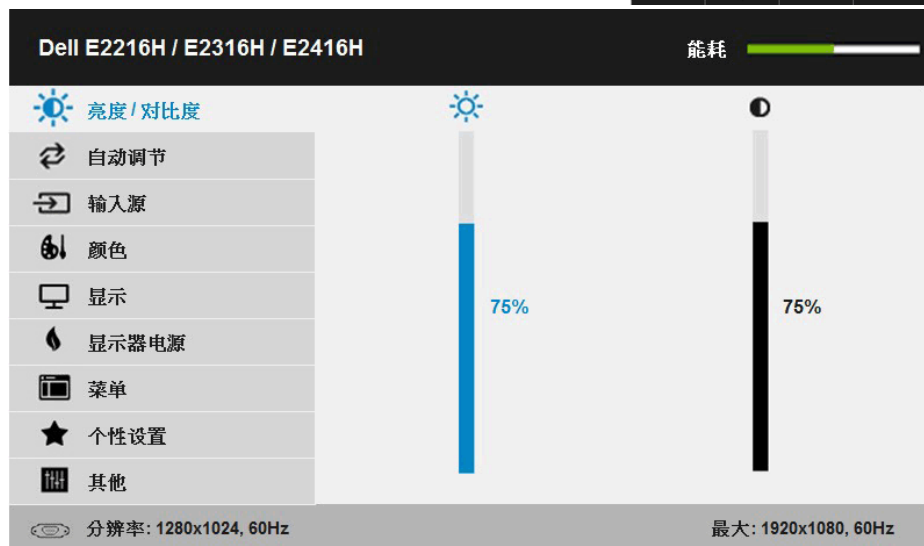 Dell E2216H / E2316H / E2416H
能耗
亮度 / 对比度
自动调节
输入源
颜色
显示
75%
75%
显示器电源
菜单
个性设置
其他
分辨率: 1280x1024, 60Hz
最大: 1920x1080, 60Hz